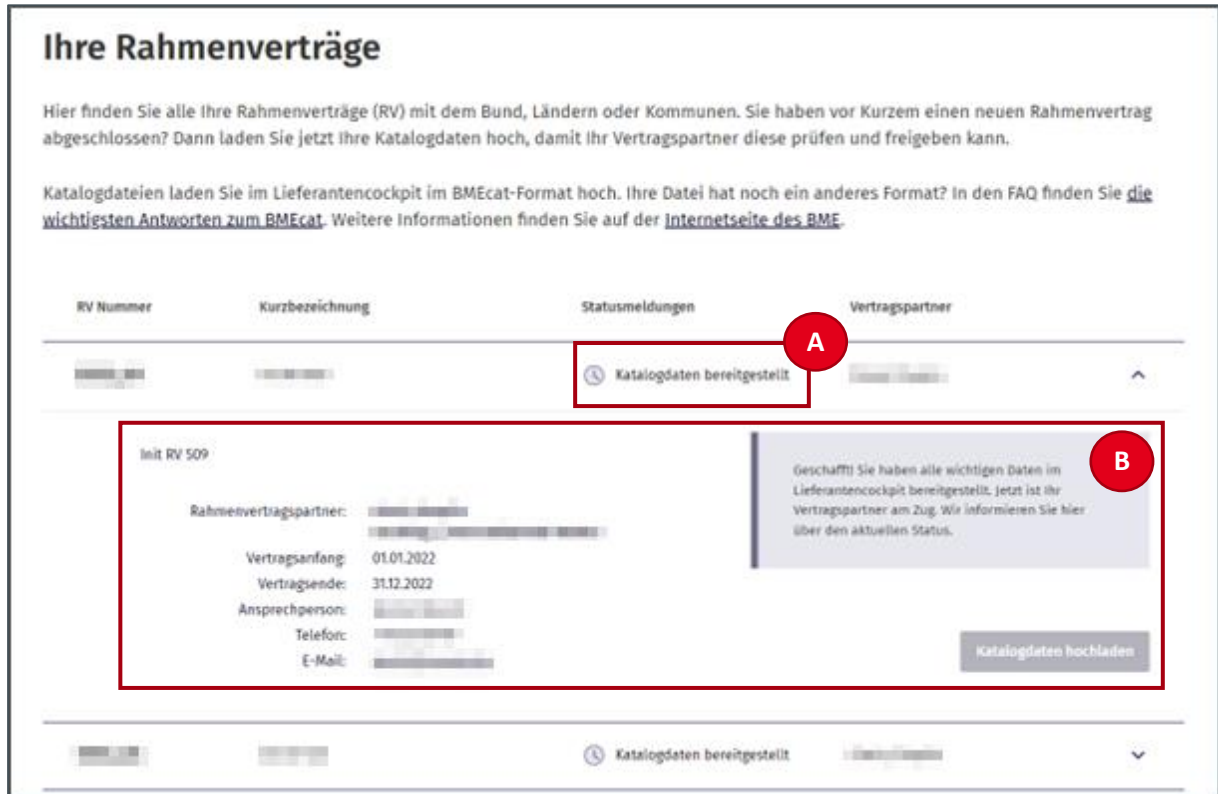 Ihre Rahmenverträge
Hier finden Sie alle Ihre Rahmenverträge (RV) mit dem Bund, Ländern oder Kommunen. Sie haben vor Kurzem einen neuen Rahmenvertrag
abgeschlossen? Dann laden Sie jetzt Ihre Katalogdaten hoch, damit Ihr Vertragspartner diese prüfen und freigeben kann.
Katalogdateien laden Sie im Lieferantencockpit im BMEcat-Format hoch. Ihre Datei hat noch ein anderes Format? In den FAQ finden Sie die
wichtigsten Antworten zum BMEcat. Weitere Informationen finden Sie auf der Internetseite des BME.
RV Nummer Kurzbezeichnung Statusmeldungen Vertragspartner
A
Katalogdaten bereitgestellt
B
Init RV 509
Geschafft! Sie haben alle wichtigen Daten im
Lieferantencockpit bereitgestellt. Jetzt ist Ihr
Vertragspartner am Zug. Wir informieren Sie hier
über den aktuellen Status.
Rahmenvertragspartner:
Vertragsanfang: 01.01.2022
Vertragsende: 31.12.2022
Ansprechperson:
Telefon:
E-Mail:
Katalogdaten hochladen
Katalogdaten bereitgestellt